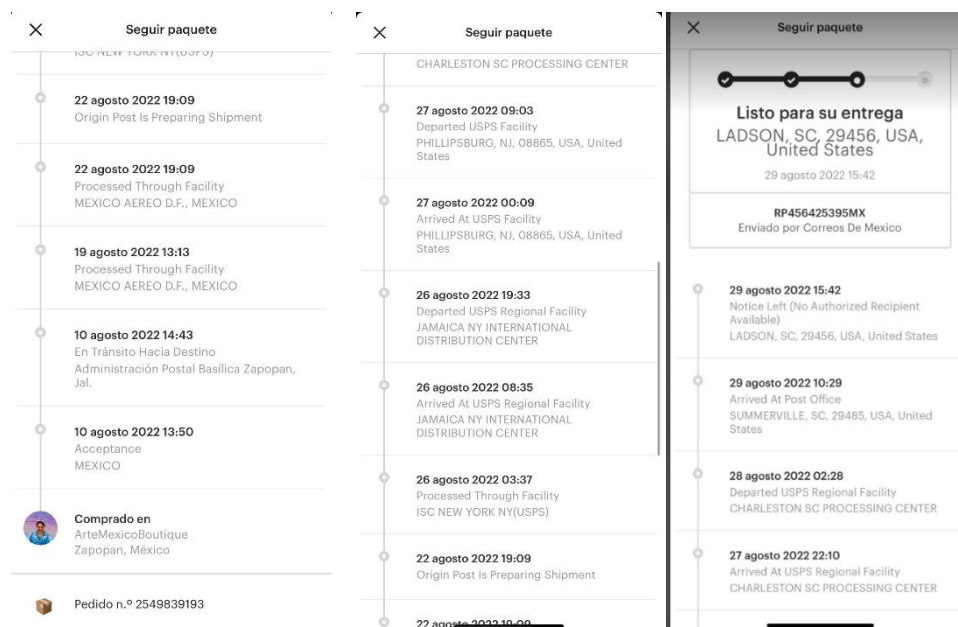 Seguir paquete
ISC NEW YORK NY(USPS)
22 agosto 2022 19:09
Origin Post Is Preparing Shipment
22 agosto 2022 19:09
Processed Through Facility
MEXICO AEREO D.F., MEXICO
19 agosto 2022 13:13
Processed Through Facility
MEXICO AEREO D.F., MEXICO
10 agosto 2022 14:43
En Tránsito Hacia Destino
Administración Postal Basílica Zapopan,
Jal.
10 agosto 2022 13:50
Acceptance
MEXICO
Comprado en
ArteMexicoBoutique
Zapopan, México
Pedido n.º 2549839193
Seguir paquete
CHARLESTON SC PROCESSING CENTER
27 agosto 2022 09:03
Departed USPS Facility
PHILLIPSBURG, NJ, 08865, USA, United
States
27 agosto 2022 00:09
Arrived At USPS Facility
PHILLIPSBURG, NJ, 08865, USA, United
States
26 agosto 2022 19:33
Departed USPS Regional Facility
JAMAICA NY INTERNATIONAL
DISTRIBUTION CENTER
26 agosto 2022 08:35
Arrived At USPS Regional Facility
JAMAICA NY INTERNATIONAL
DISTRIBUTION CENTER
26 agosto 2022 03:37
Processed Through Facility
ISC NEW YORK NY(USPS)
22 agosto 2022 19:09
Origin Post Is Preparing Shipment
22 agosto 2022 19:09
Seguir paquete
Listo para su entrega
LADSON, SC, 29456, USA,
United States
29 agosto 2022 15:42
RP456425395MX
Enviado por Correos De Mexico
29 agosto 2022 15:42
Notice Left (No Authorized Recipient
Available)
LADSON, SC, 29456, USA, United States
29 agosto 2022 10:29
Arrived At Post Office
SUMMERVILLE, SC, 29485, USA, United
States
28 agosto 2022 02:28
Departed USPS Regional Facility
CHARLESTON SC PROCESSING CENTER
27 agosto 2022 22:10
Arrived At USPS Regional Facility
CHARLESTON SC PROCESSING CENTER